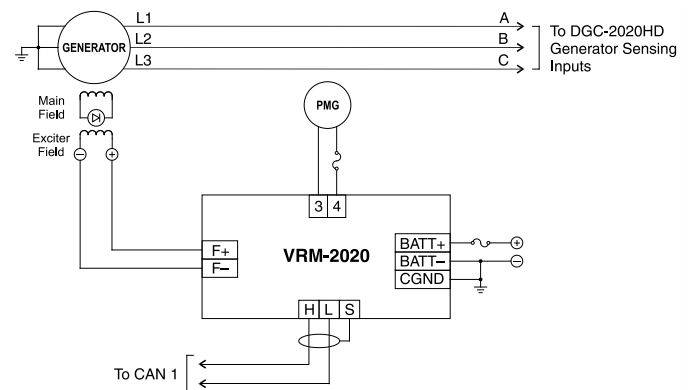 L1
A
To DGC-2020HD
GENERATOR
L2
B
Generator Sensing
L3
C
Inputs
Main
Field
PMG
Exciter
Field
3 4
F+
VRM-2020
BATT+
F–
BATT–
CGND
H L S
To CAN 1